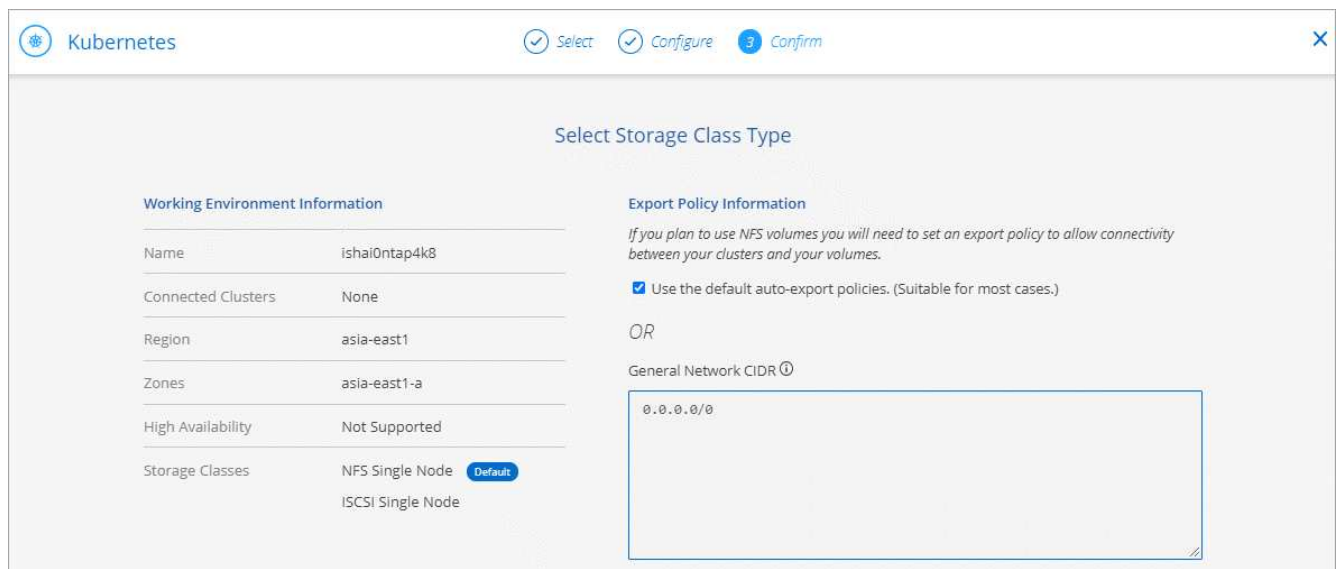 Kubernetes
Select
Configure
3 Confirm
Select Storage Class Type
Working Environment Information
Name ishai0ntap4k8
Connected Clusters None
Region asia-east1
Zones asia-east1-a
High Availability Not Supported
Storage Classes NFS Single Node Default
ISCSI Single Node
Export Policy Information
If you plan to use NFS volumes you will need to set an export policy to allow connectivity
between your clusters and your volumes.
Use the default auto-export policies. (Suitable for most cases.)
OR
General Network CIDR
0.0.0.0/0